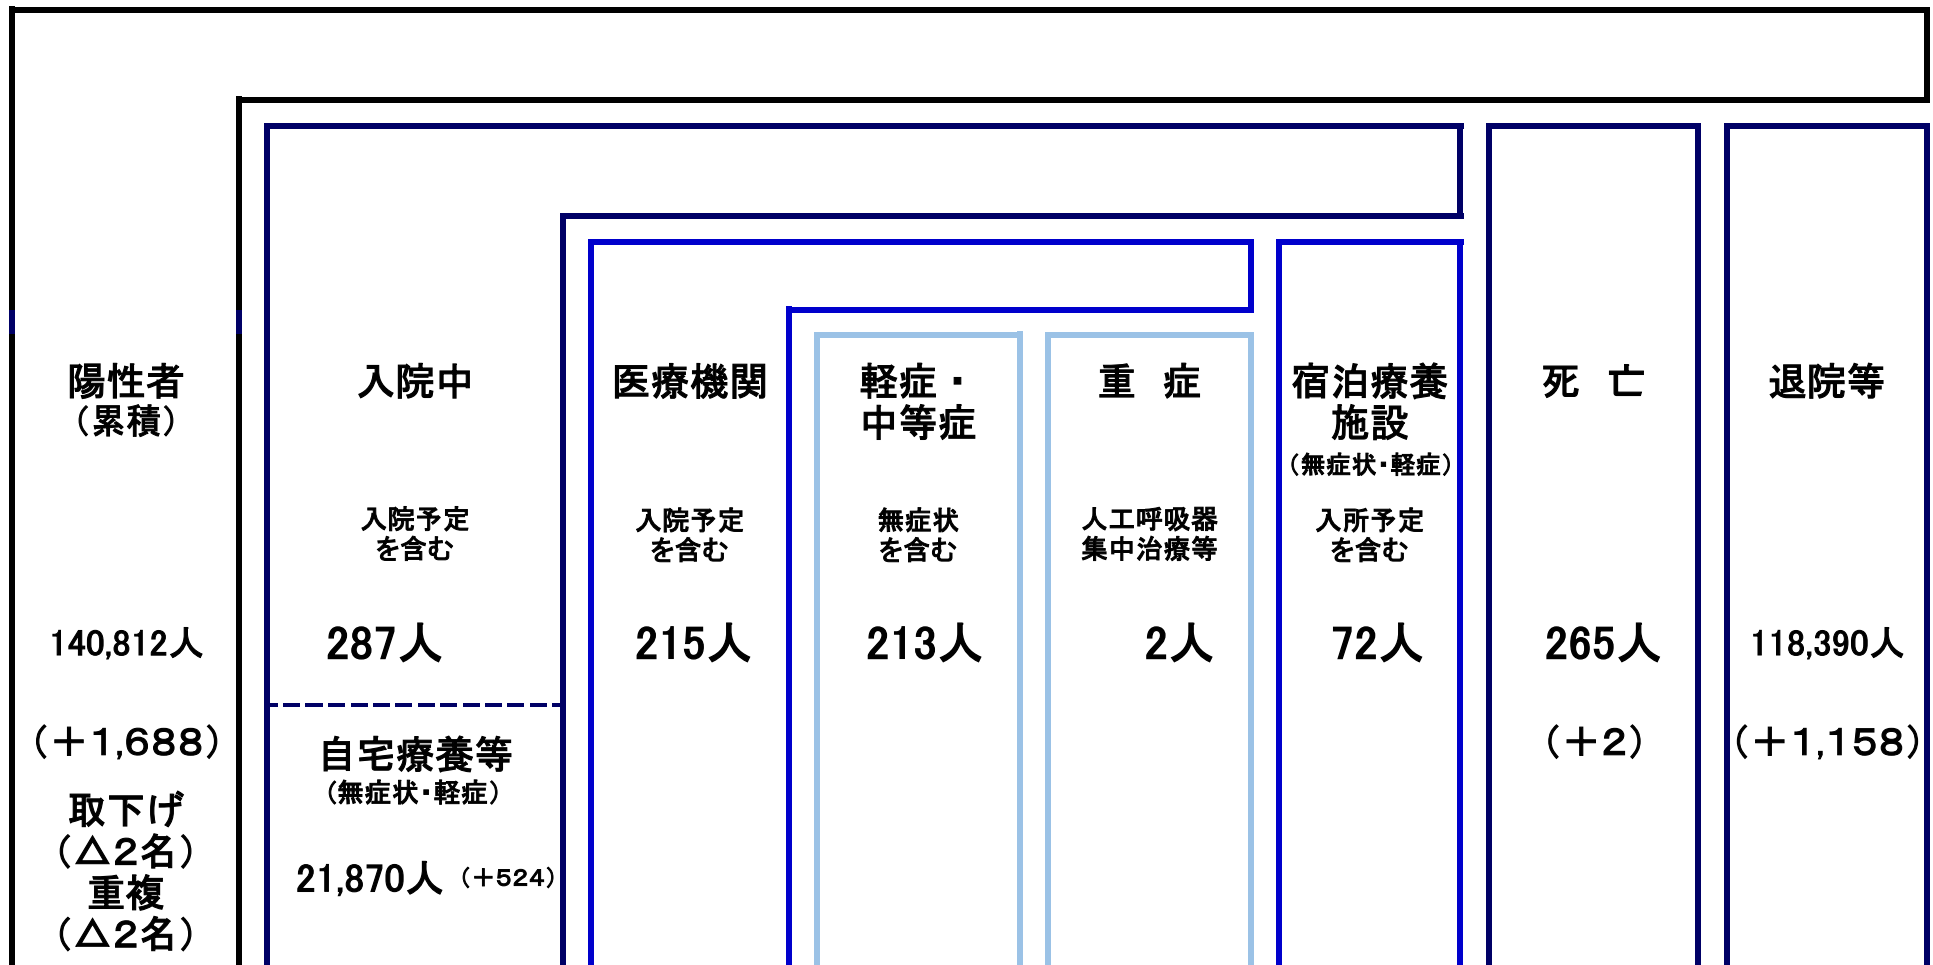 陽性者
（累積）
140,812人
（＋1,688）
取下げ
（△2名）
重複
（△2名）
入院中
入院予定
を含む
287人
自宅療養等
（無症状・軽症）
21,870人（＋524）
医療機関
入院予定
を含む
215人
軽症・
中等症
無症状
を含む
213人
重　症
人工呼吸器
集中治療等
2人
宿泊療養
施設
（無症状・軽症）
入所予定
を含む
72人
死　亡
265人
（＋2）
退院等
118,390人
（＋1,158）